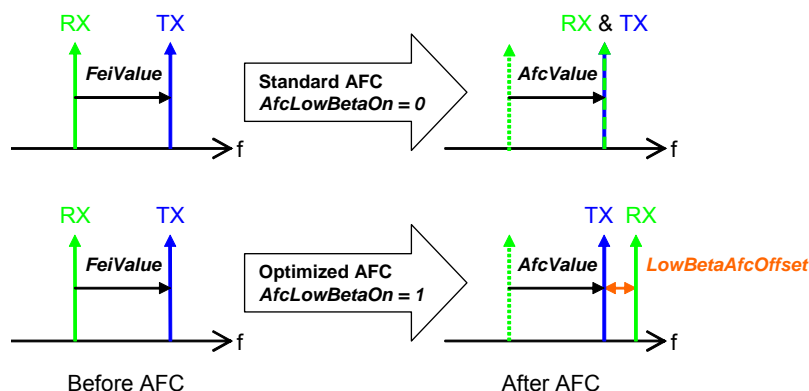 RX TX
FeiValue
f
Standard AFC
AfcLowBetaOn = 0
RX & TX
AfcValue
f
RX TX
FeiValue
f
Optimized AFC
AfcLowBetaOn = 1
TX RX
AfcValue
LowBetaAfcOffset
f
Before AFC
After AFC